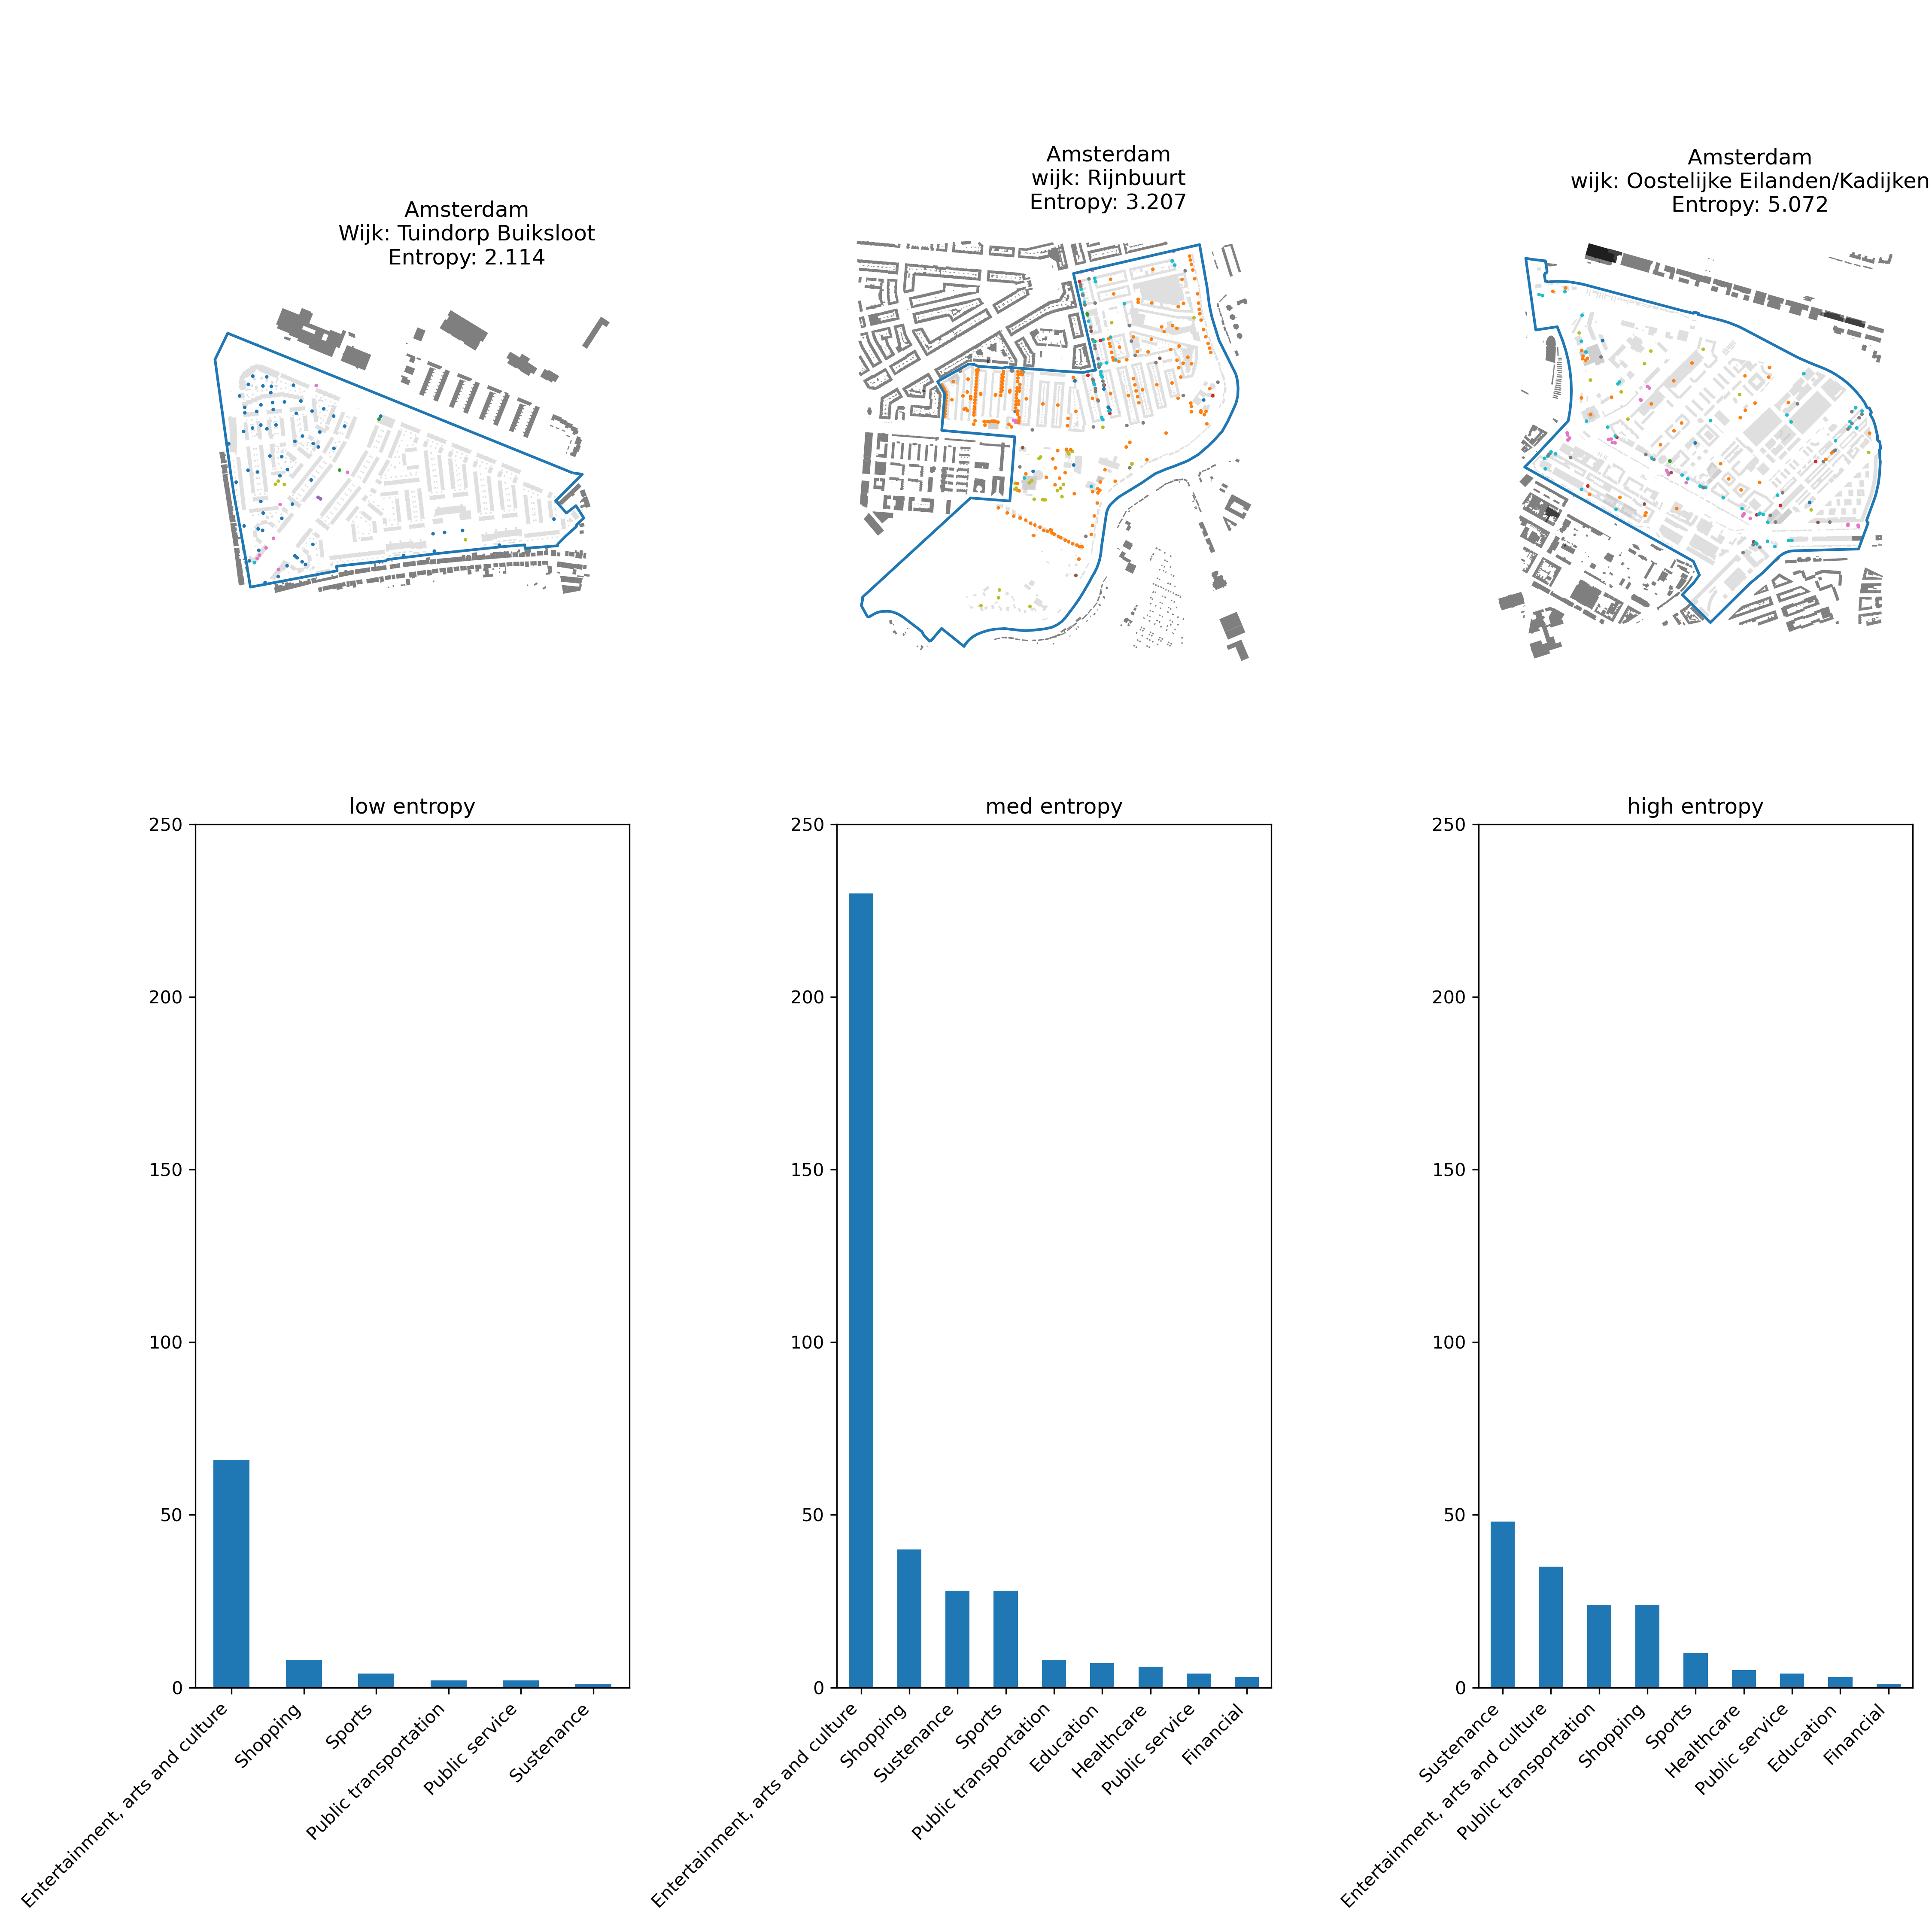 Amsterdam
Wijk: Tuindorp Buiksloot
Entropy: 2.114
Amsterdam
wijk: Rijnbuurt
Entropy: 3.207
Amsterdam
wijk: Oostelijke Eilanden/Kadijken
Entropy: 5.072
low entropy
250
200
150
100
50
0
Entertainment, arts and culture
Shopping
Sports
Public transportation
Public service
Sustenance
med entropy
250
200
150
100
50
0
Entertainment, arts and culture
Shopping
Sustenance
Sports
Public transportation
Education
Healthcare
Public service
Financial
high entropy
250
200
150
100
50
0
Sustenance
Entertainment, arts and culture
Public transportation
Shopping
Sports
Healthcare
Public service
Education
Financial